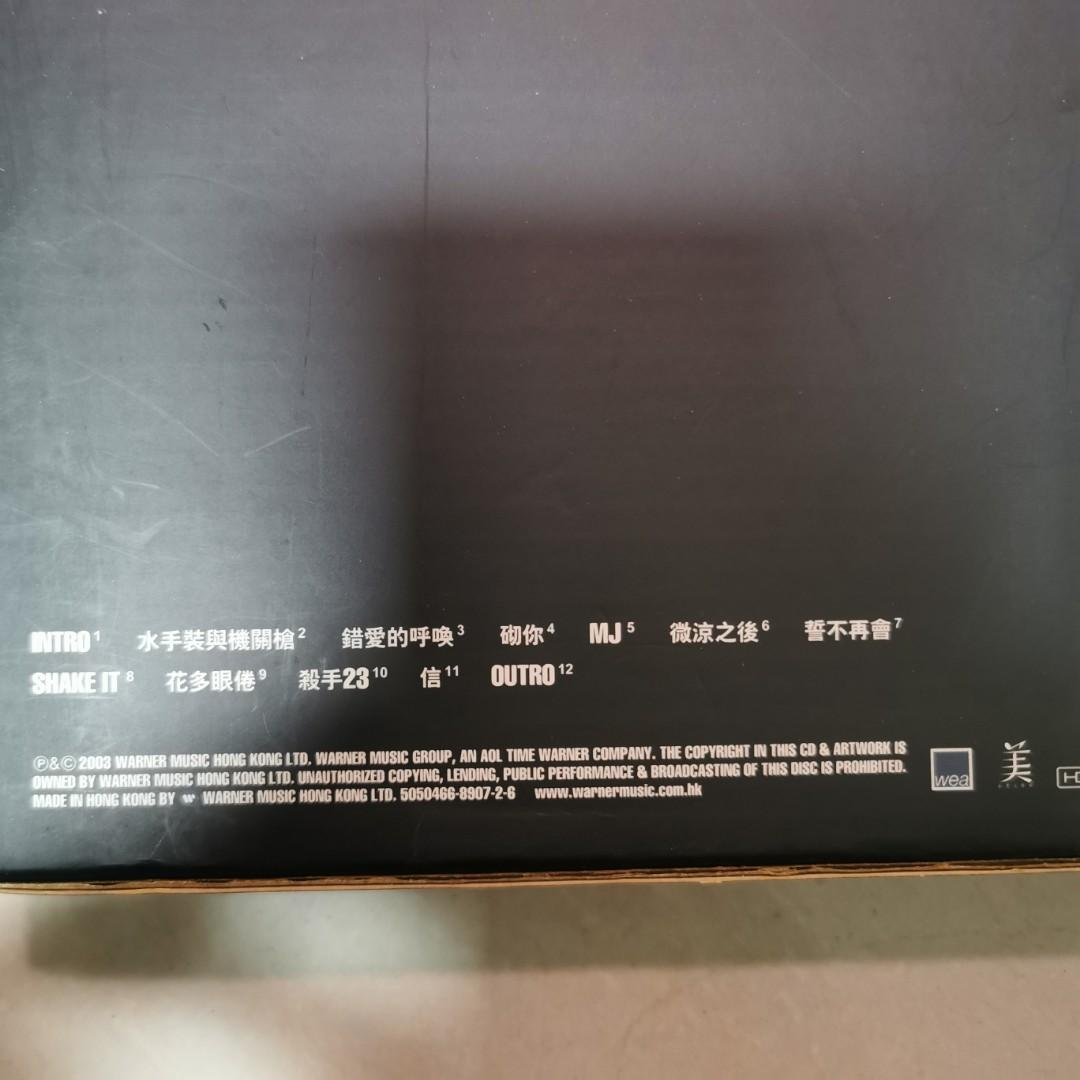 INTRO 1 水手裝與機關槍 2 錯愛的呼喚 3 砌你 4 MJ 5 微涼之後 6 誓不再會 7
SHAKE IT 8 花多眼倦 9 殺手23 10 信 11 OUTRO 12
Ⓟ&© 2003 WARNER MUSIC HONG KONG LTD. WARNER MUSIC GROUP, AN AOL TIME WARNER COMPANY. THE COPYRIGHT IN THIS CD & ARTWORK IS
OWNED BY WARNER MUSIC HONG KONG LTD. UNAUTHORIZED COPYING, LENDING, PUBLIC PERFORMANCE & BROADCASTING OF THIS DISC IS PROHIBITED.
MADE IN HONG KONG BY WARNER MUSIC HONG KONG LTD. 5050466-8907-2-6 www.warnermusic.com.hk
wea
美